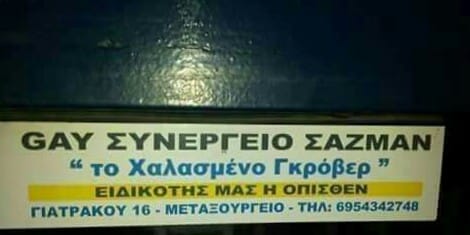 GAY ΣΥΝΕΡΓΕΙΟ ΣΑΖΜΑΝ
“ το Χαλασμένο Γκρόβερ ”
ΕΙΔΙΚΟΤΗΣ ΜΑΣ Η ΟΠΙΣΘΕΝ
ΓΙΑΤΡΑΚΟΥ 16 - ΜΕΤΑΞΟΥΡΓΕΙΟ - ΤΗΛ: 6954342748